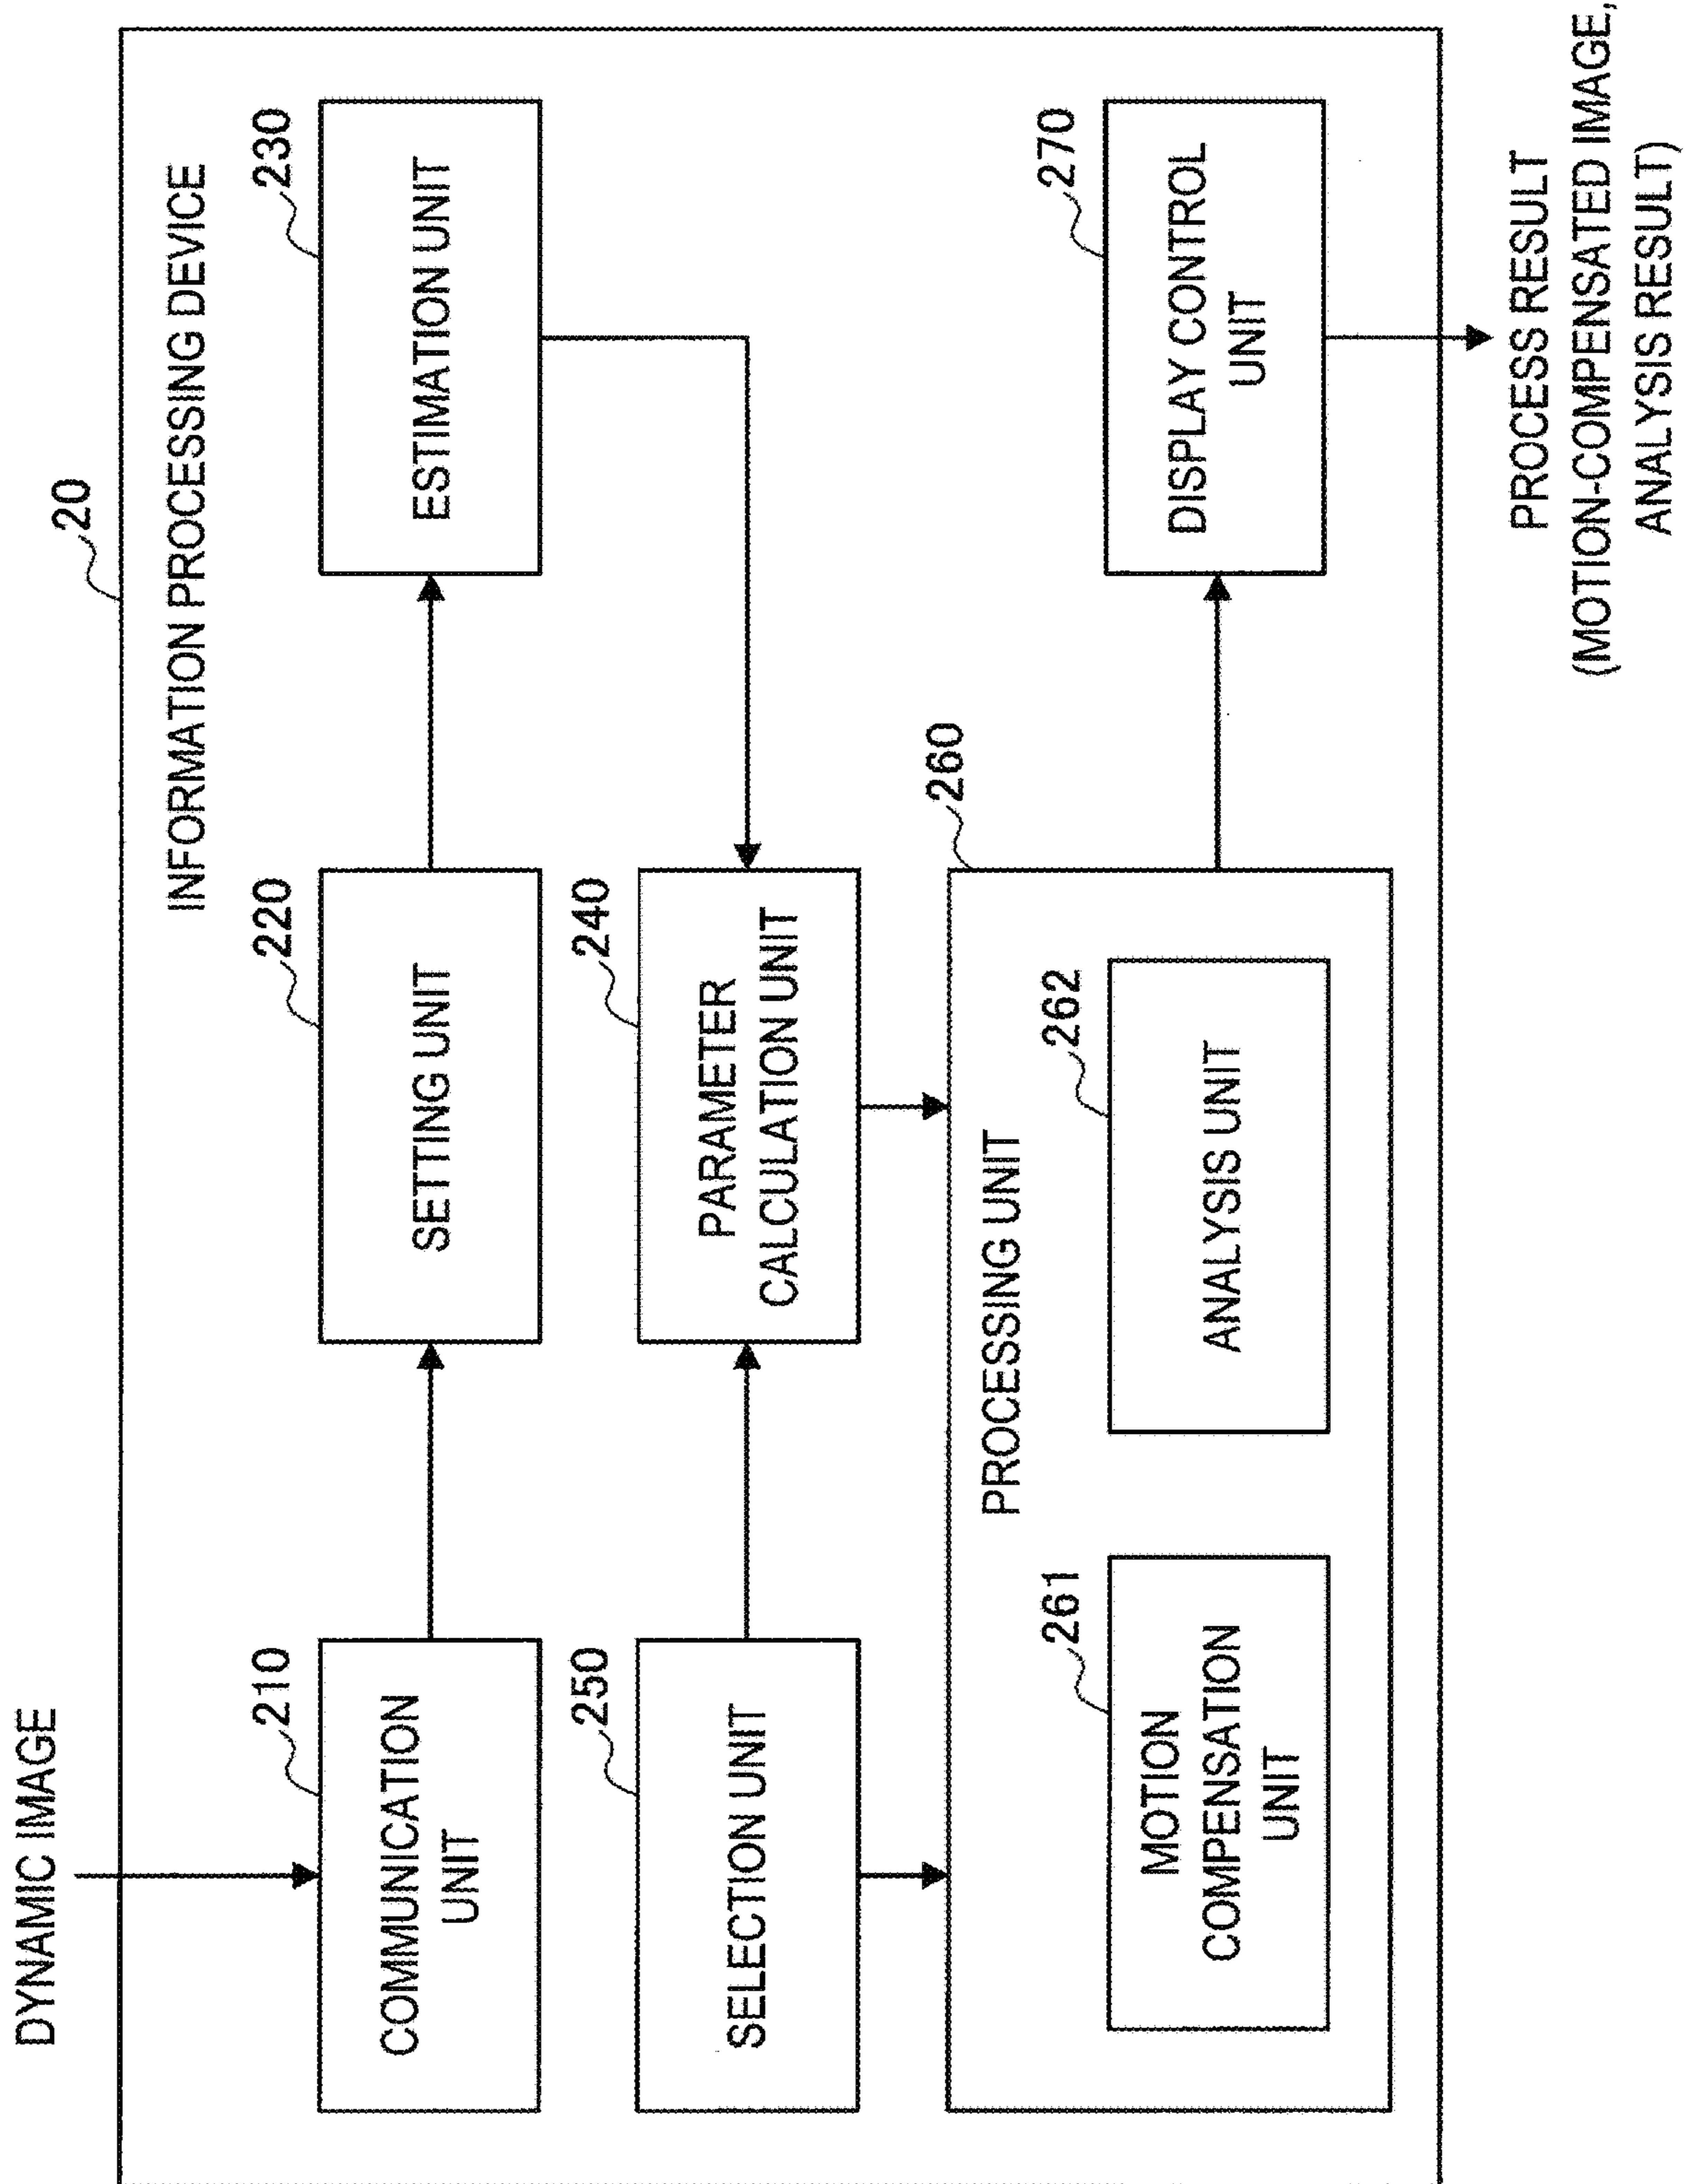 DYNAMIC IMAGE
20
INFORMATION PROCESSING DEVICE
210
COMMUNICATION
UNIT
220
SETTING UNIT
230
ESTIMATION UNIT
250
SELECTION UNIT
240
PARAMETER
CALCULATION UNIT
260
PROCESSING UNIT
261
MOTION
COMPENSATION
UNIT
262
ANALYSIS UNIT
270
DISPLAY CONTROL
UNIT
PROCESS RESULT
(MOTION-COMPENSATED IMAGE,
ANALYSIS RESULT)